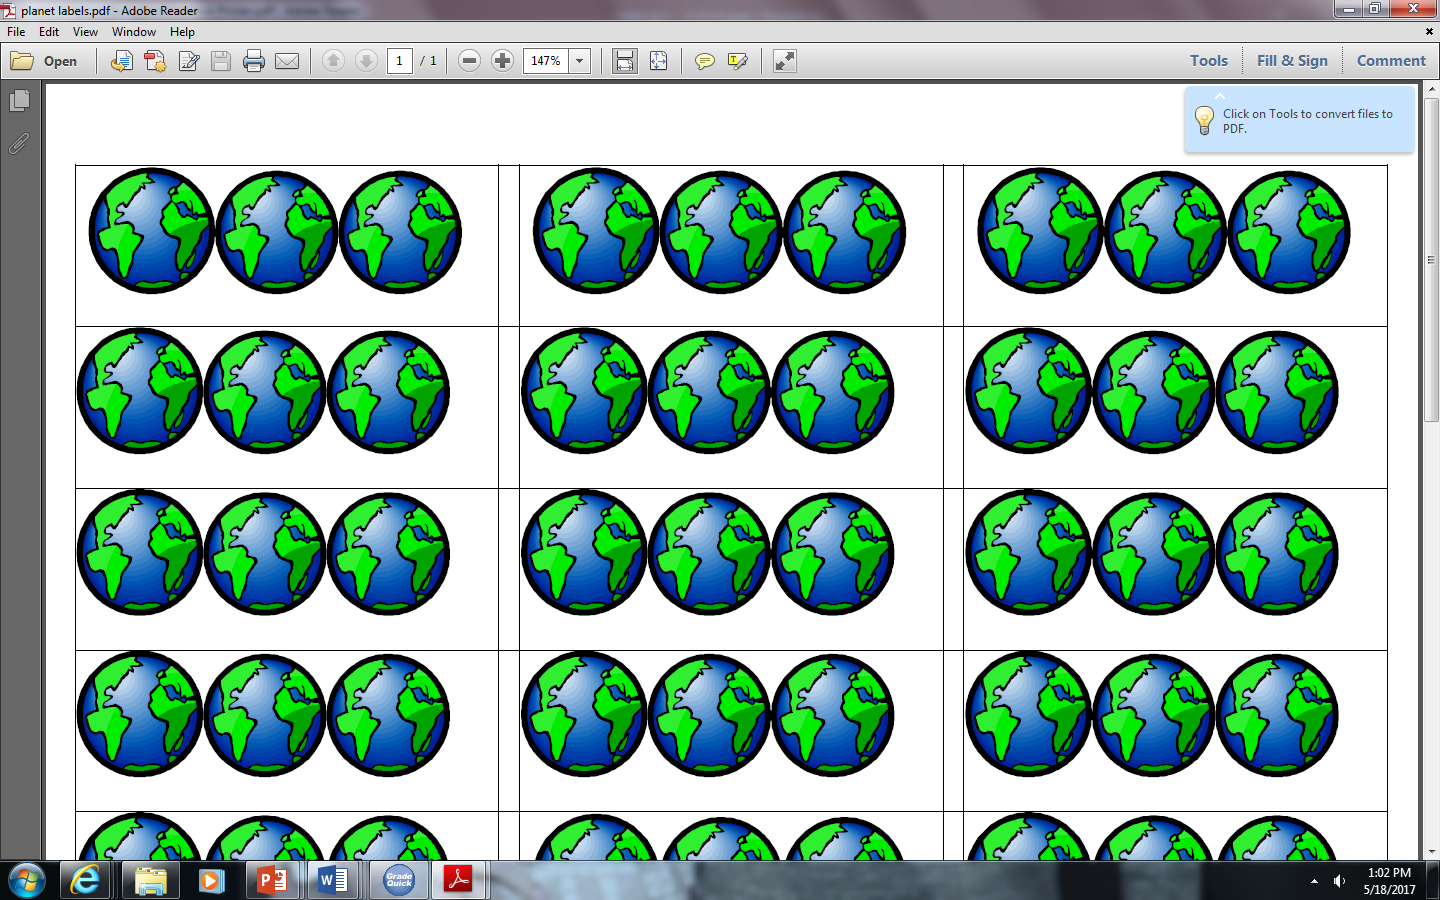 planet labels.pdf - Adobe Reader
File Edit View Window Help
Open 1 / 1 147% Tools Fill & Sign Comment
Click on Tools to convert files to
PDF.
Grade
Quick
1:02 PM
5/18/2017